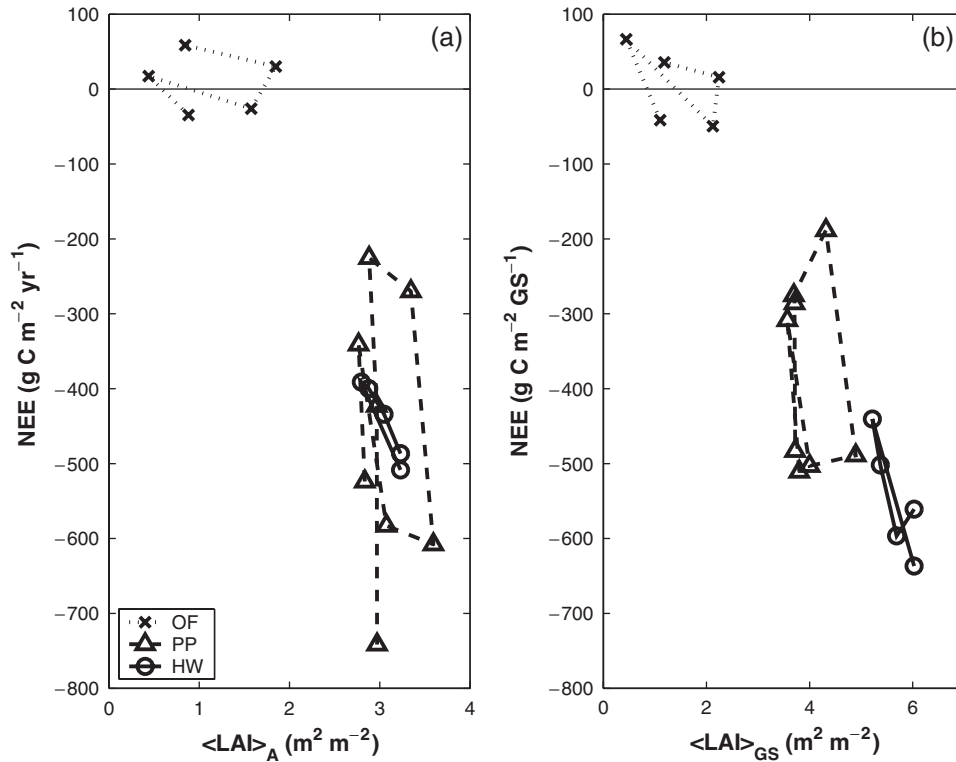 (a)
100
0
−100
−200
−300
−400
−500
−600
−700
−800
NEE (g C m⁻² yr⁻¹)
OF
PP
HW
0 1 2 3 4
<LAI>_A (m² m⁻²)
(b)
100
0
−100
−200
−300
−400
−500
−600
−700
−800
NEE (g C m⁻² GS⁻¹)
0 2 4 6
<LAI>_GS (m² m⁻²)